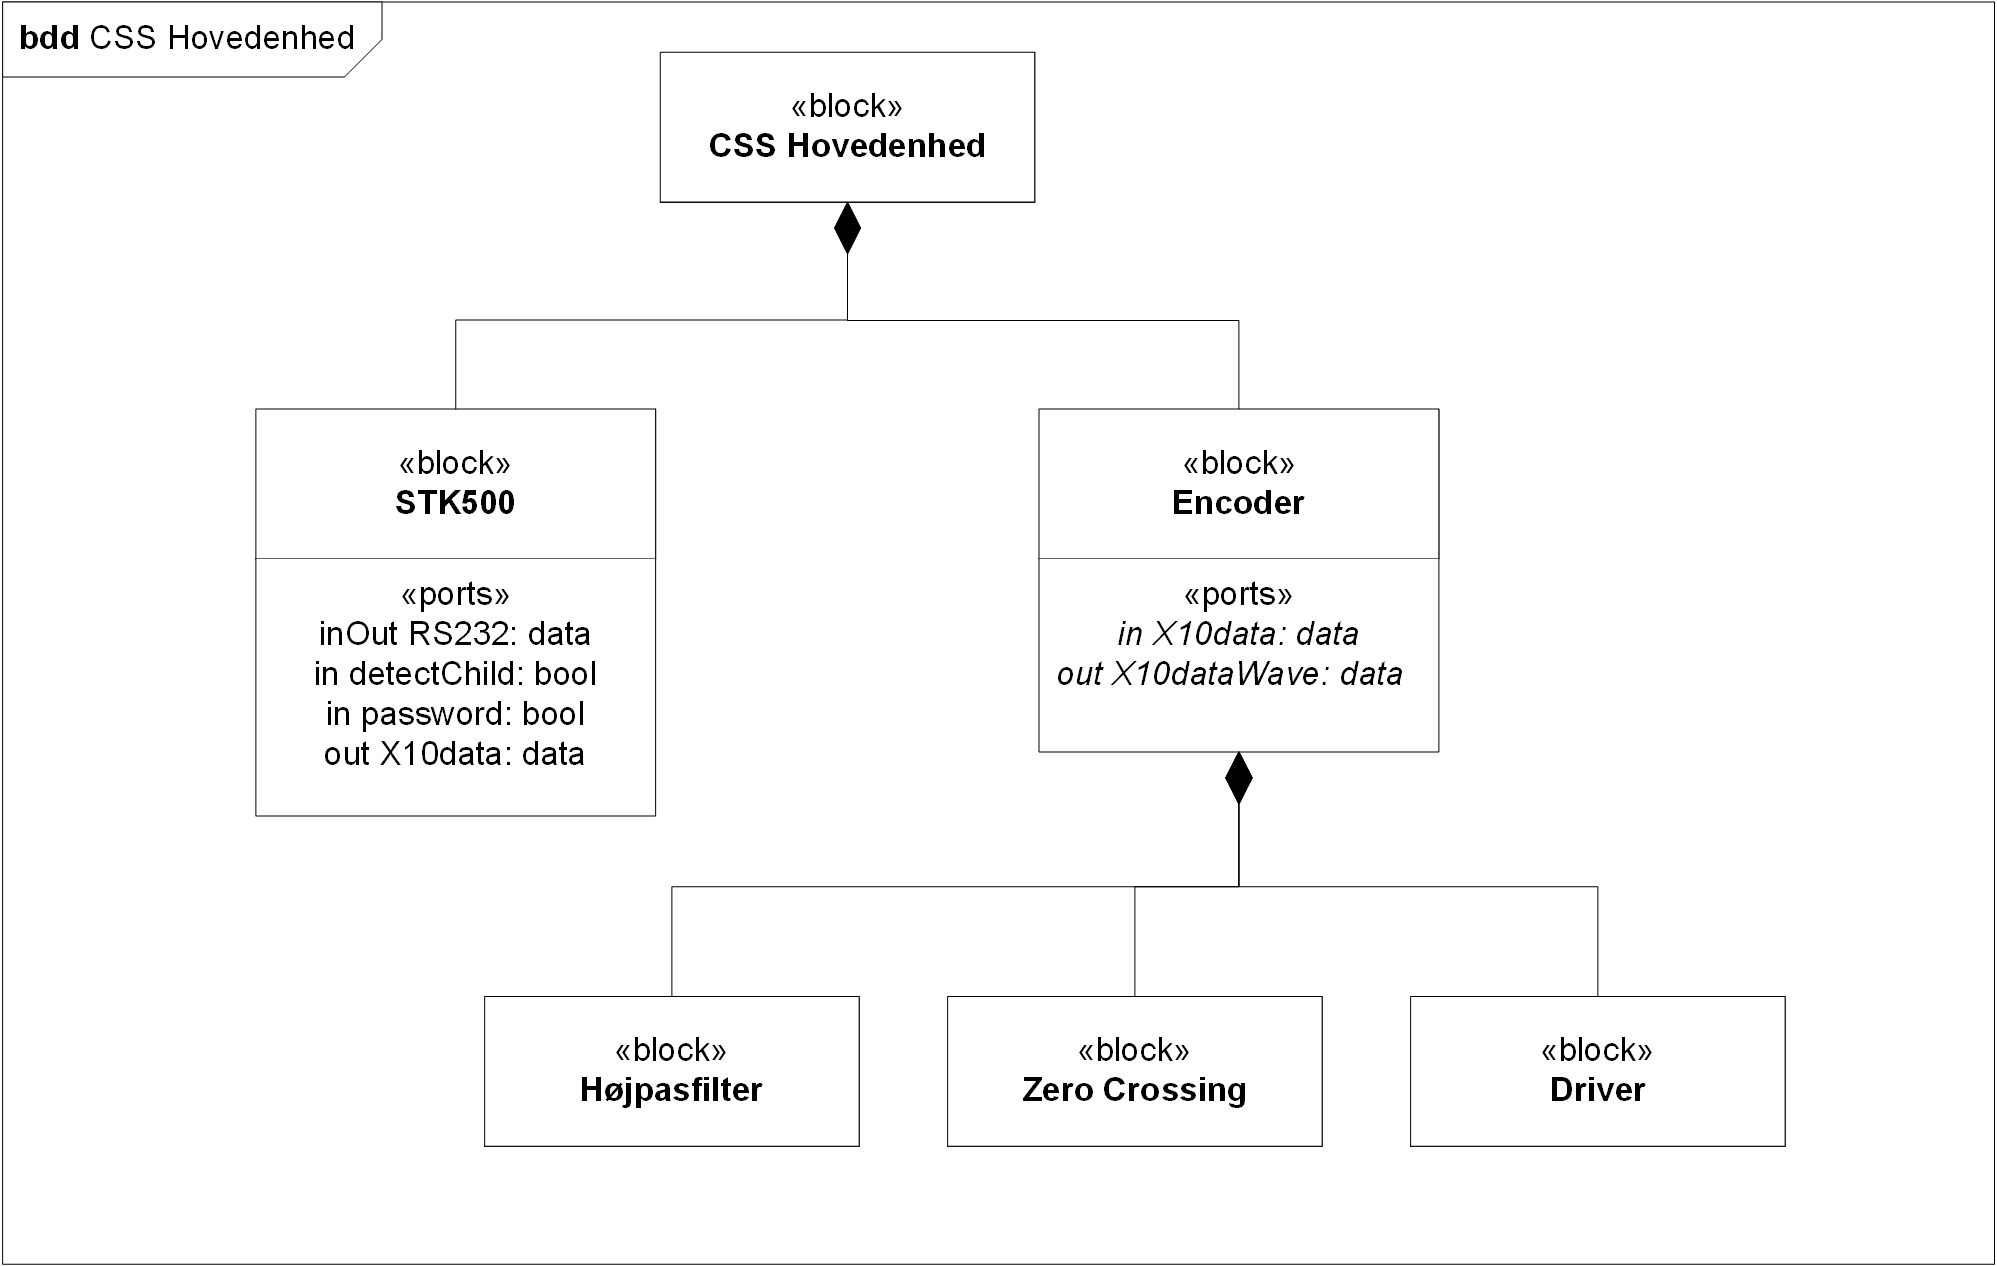 bdd CSS Hovedenhed
«block»
CSS Hovedenhed
«block»
STK500
«ports»
inOut RS232: data
in detectChild: bool
in password: bool
out X10data: data
«block»
Encoder
«ports»
in X10data: data
out X10dataWave: data
«block»
Højpasfilter
«block»
Zero Crossing
«block»
Driver